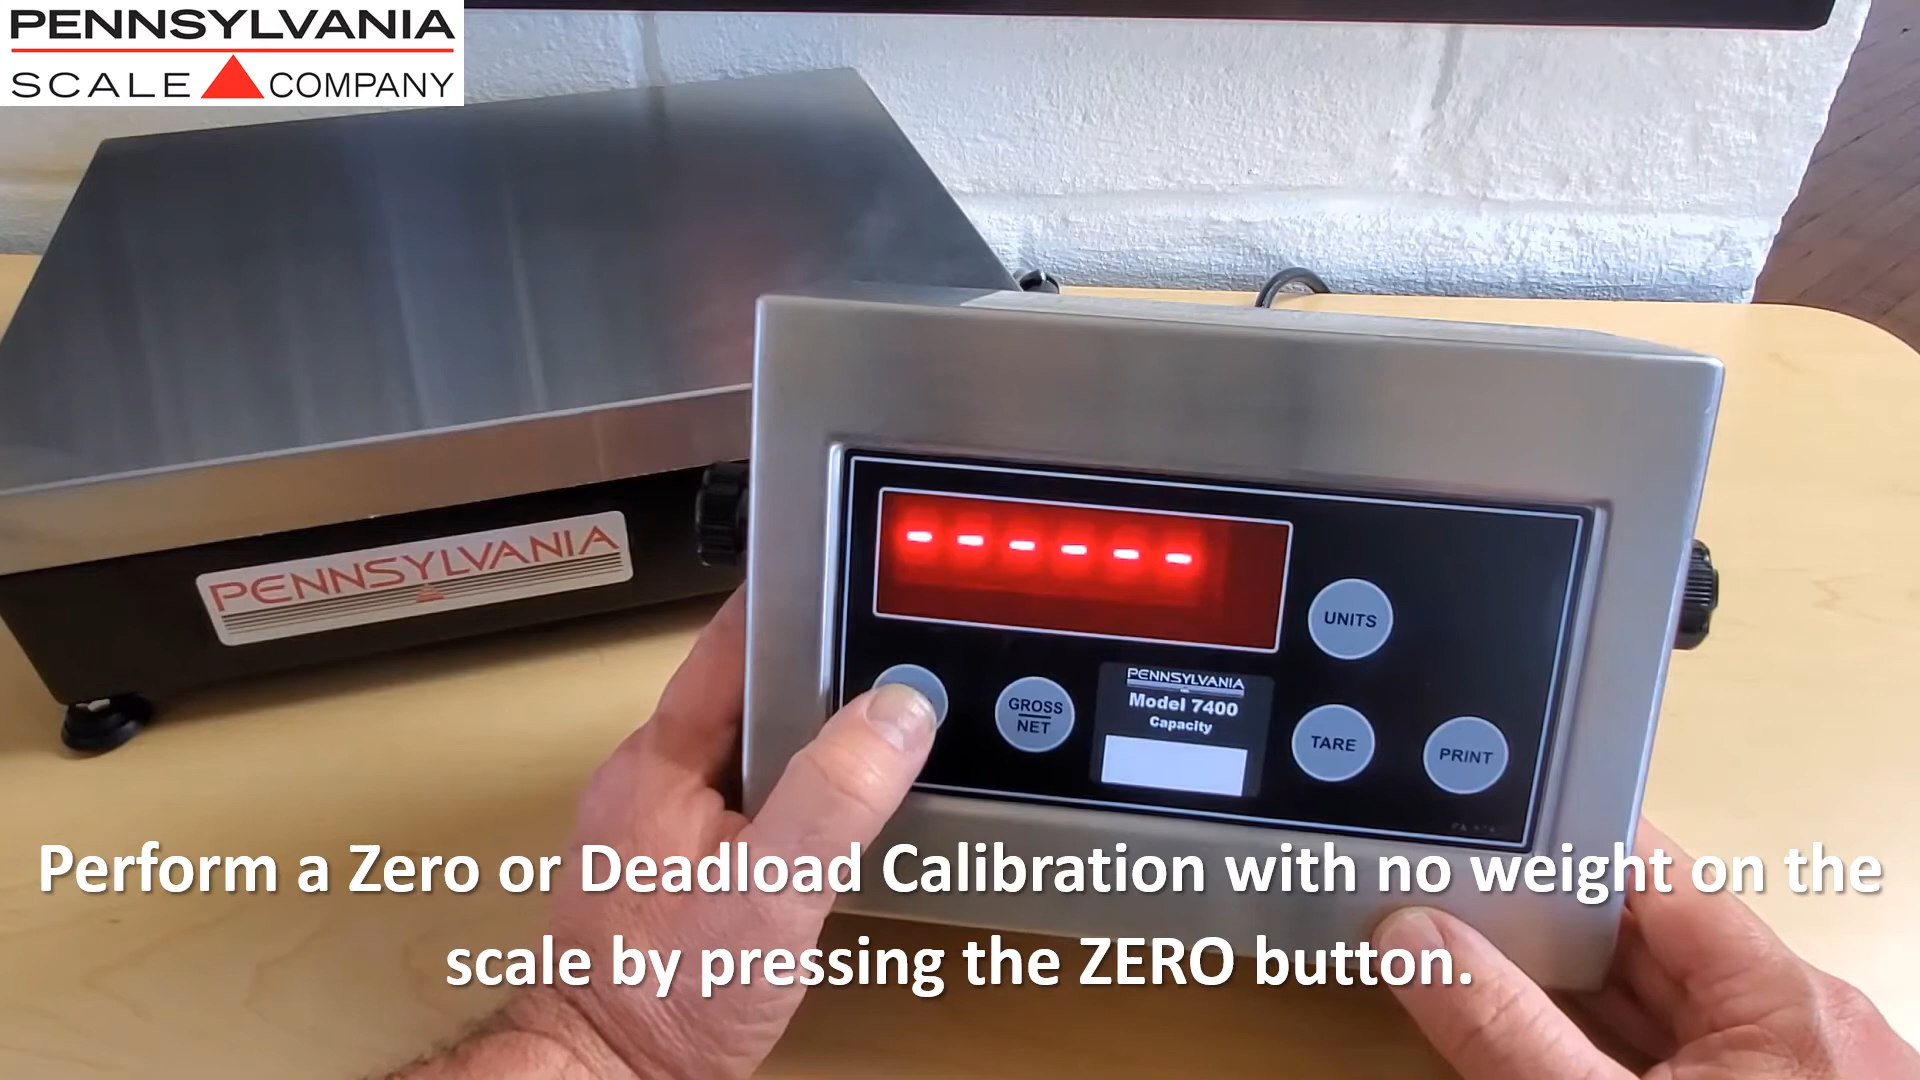 PENNSYLVANIA
SCALE COMPANY
PENNSYLVANIA
------
UNITS
GROSS
NET
PENNSYLVANIA
Model 7400
Capacity
TARE
PRINT
Perform a Zero or Deadload Calibration with no weight on the
scale by pressing the ZERO button.